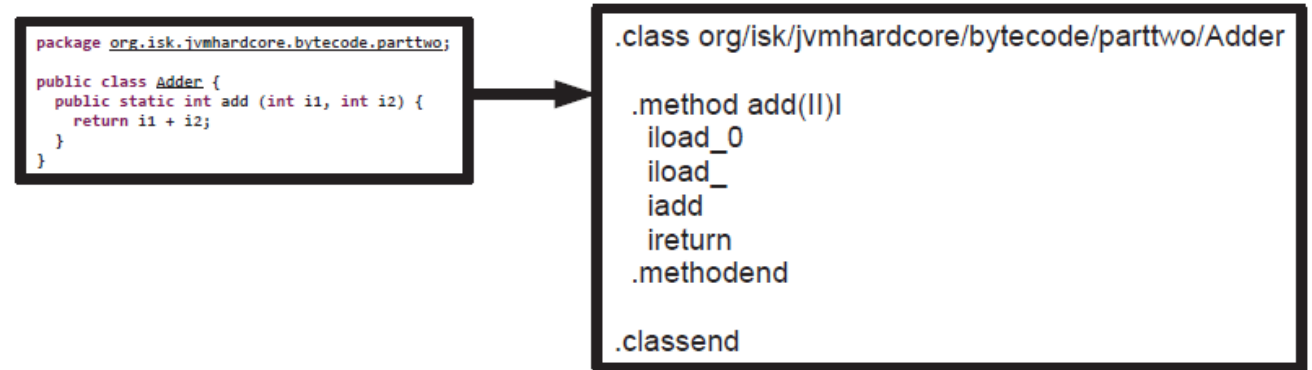 package org.isk.jvmhardcore.bytecode.parttwo;
public class Adder {
public static int add (int i1, int i2) {
return i1 + i2;
}
}
.class org/isk/jvmhardcore/bytecode/parttwo/Adder
.method add(II)I
iload_0
iload_
iadd
ireturn
.methodend
.classend